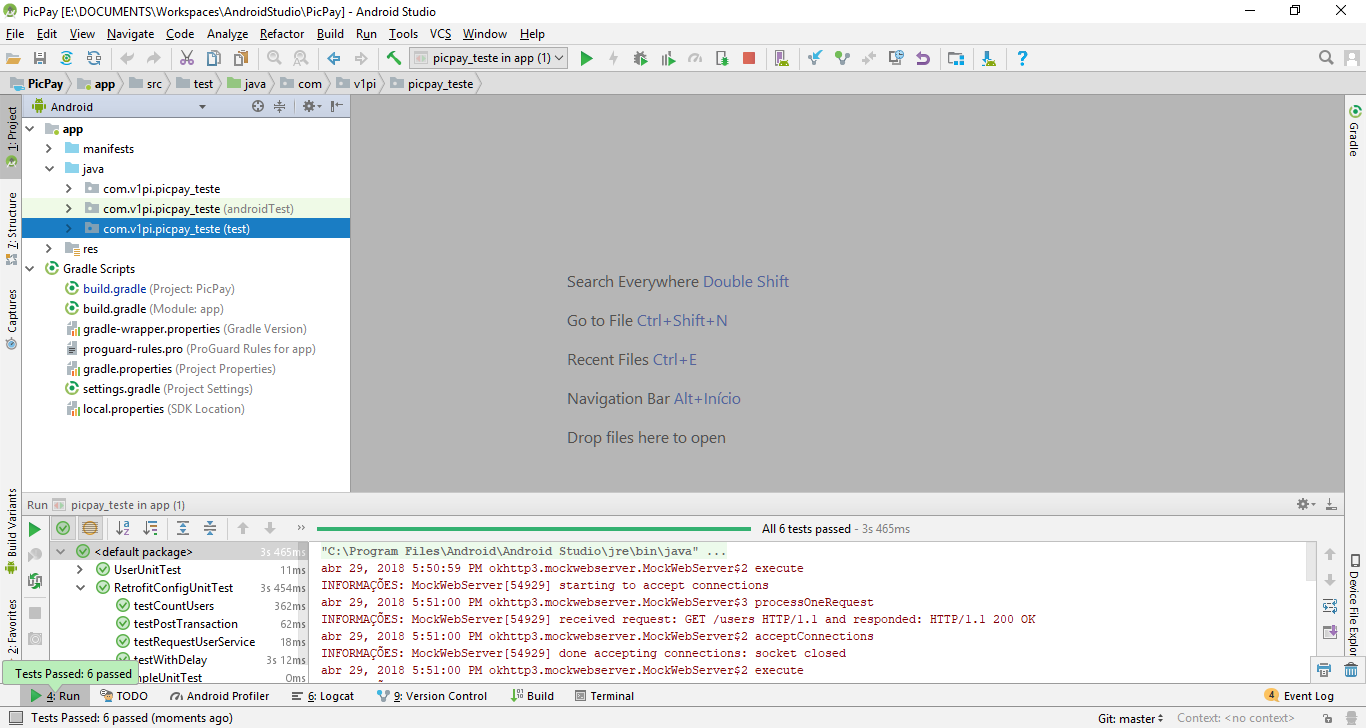 PicPay [E:\DOCUMENTS\Workspaces\AndroidStudio\PicPay] - Android Studio
File Edit View Navigate Code Analyze Refactor Build Run Tools VCS Window Help
picpay_teste in app (1)
PicPay app src test java com v1pi picpay_teste
1: Project
7: Structure
Captures
Build Variants
2: Favorites
Android
app
manifests
java
com.v1pi.picpay_teste
com.v1pi.picpay_teste (androidTest)
com.v1pi.picpay_teste (test)
res
Gradle Scripts
build.gradle (Project: PicPay)
build.gradle (Module: app)
gradle-wrapper.properties (Gradle Version)
proguard-rules.pro (ProGuard Rules for app)
gradle.properties (Project Properties)
settings.gradle (Project Settings)
local.properties (SDK Location)
Search Everywhere Double Shift
Go to File Ctrl+Shift+N
Recent Files Ctrl+E
Navigation Bar Alt+Início
Drop files here to open
Gradle
Device File Explor
Run picpay_teste in app (1)
All 6 tests passed - 3s 465ms
<default package> 3s 465ms
UserUnitTest 11ms
RetrofitConfigUnitTest 3s 454ms
testCountUsers 362ms
testPostTransaction 62ms
testRequestUserService 18ms
testWithDelay 3s 12ms
mpleUnitTest 0ms
"C:\Program Files\Android\Android Studio\jre\bin\java" ...
abr 29, 2018 5:50:59 PM okhttp3.mockwebserver.MockWebServer$2 execute
INFORMAÇÕES: MockWebServer[54929] starting to accept connections
abr 29, 2018 5:51:00 PM okhttp3.mockwebserver.MockWebServer$3 processOneRequest
INFORMAÇÕES: MockWebServer[54929] received request: GET /users HTTP/1.1 and responded: HTTP/1.1 200 OK
abr 29, 2018 5:51:00 PM okhttp3.mockwebserver.MockWebServer$2 acceptConnections
INFORMAÇÕES: MockWebServer[54929] done accepting connections: socket closed
abr 29, 2018 5:51:00 PM okhttp3.mockwebserver.MockWebServer$2 execute
Tests Passed: 6 passed
4: Run TODO Android Profiler 6: Logcat 9: Version Control Build Terminal 4 Event Log
Tests Passed: 6 passed (moments ago) Git: master Context: <no context>